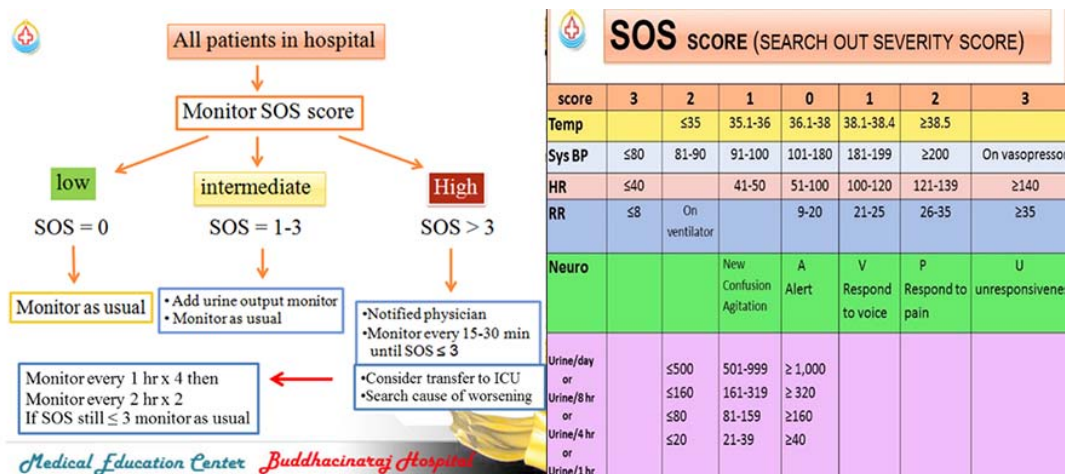 All patients in hospital
Monitor SOS score
low
intermediate
High
SOS = 0
SOS = 1-3
SOS > 3
Monitor as usual
•Add urine output monitor
•Monitor as usual
•Notified physician
•Monitor every 15-30 min
until SOS ≤ 3
•Consider transfer to ICU
•Search cause of worsening
Monitor every 1 hr x 4 then
Monitor every 2 hr x 2
If SOS still ≤ 3 monitor as usual
Medical Education Center Buddhacinaraj Hospital
SOS SCORE (SEARCH OUT SEVERITY SCORE)
score 3 2 1 0 1 2 3
Temp ≤35 35.1-36 36.1-38 38.1-38.4 ≥38.5
Sys BP ≤80 81-90 91-100 101-180 181-199 ≥200 On vasopressor
HR ≤40 41-50 51-100 100-120 121-139 ≥140
RR ≤8 On ventilator 9-20 21-25 26-35 ≥35
Neuro New A V P U
Confusion Alert Respond Respond to unresponsivenes
Agitation to voice pain
Urine/day ≤500 501-999 ≥ 1,000
or
Urine/8 hr ≤160 161-319 ≥ 320
or
Urine/4 hr ≤80 81-159 ≥160
or
Urine/1 hr ≤20 21-39 ≥40